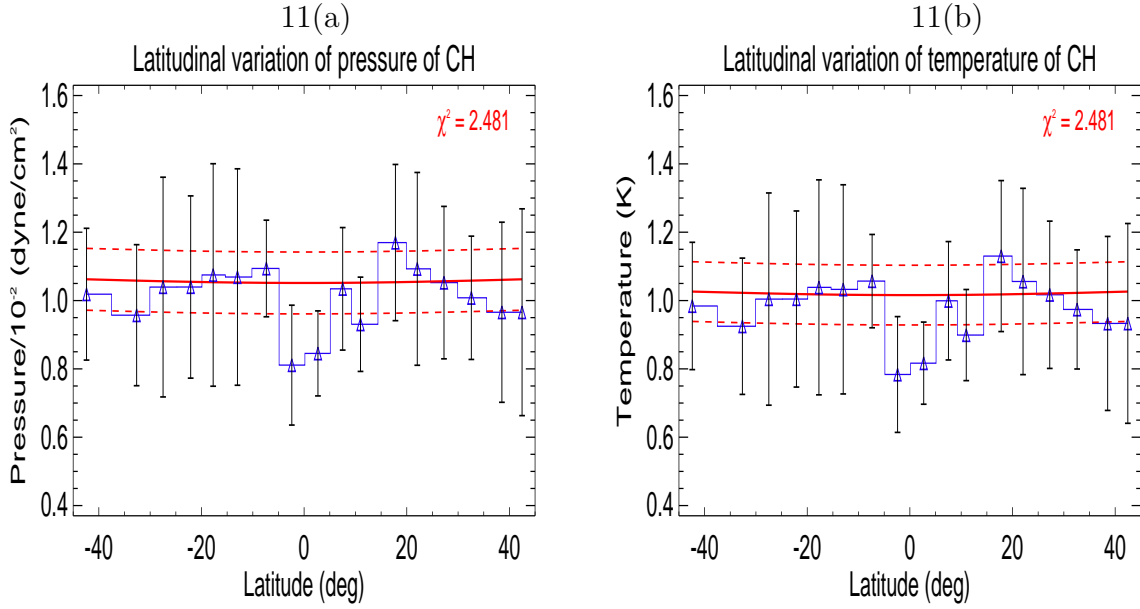 11(a)
Latitudinal variation of pressure of CH
χ² = 2.481
Pressure/10⁻² (dyne/cm²)
1.6
1.4
1.2
1.0
0.8
0.6
0.4
-40 -20 0 20 40
Latitude (deg)
11(b)
Latitudinal variation of temperature of CH
χ² = 2.481
Temperature (K)
1.6
1.4
1.2
1.0
0.8
0.6
0.4
-40 -20 0 20 40
Latitude (deg)